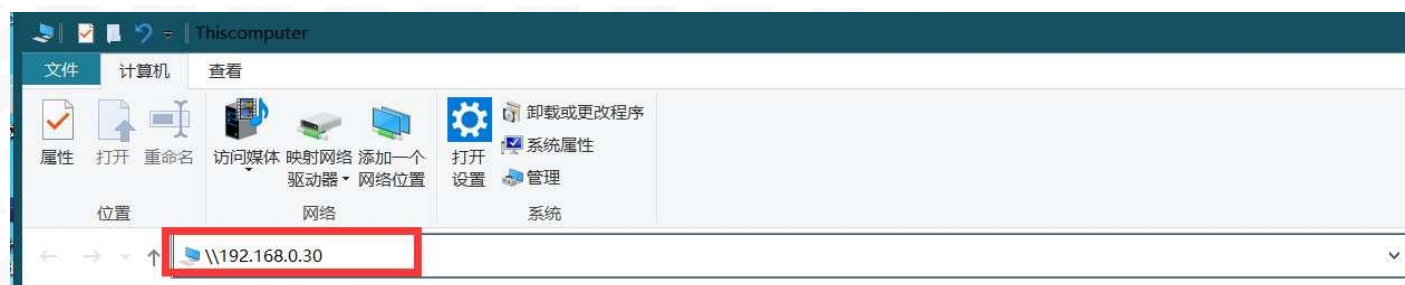 Thiscomputer
文件 计算机 查看
属性 打开 重命名 访问媒体 映射网络驱动器 添加一个网络位置 打开设置 卸载或更改程序
系统属性
管理
位置 网络 系统
\\192.168.0.30